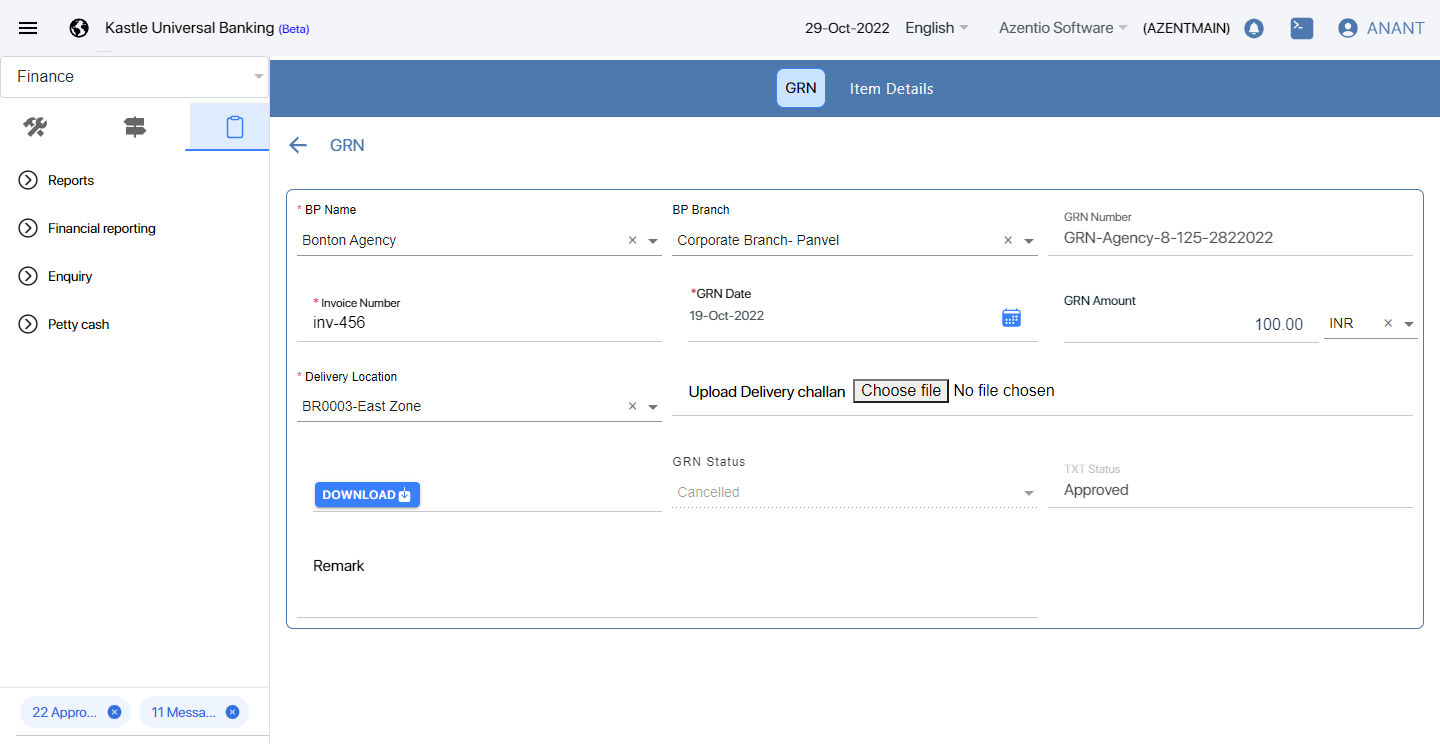 Kastle Universal Banking (Beta)
29-Oct-2022 English Azentio Software (AZENTMAIN) ANANT
Finance
GRN Item Details
GRN
Reports
Financial reporting
Enquiry
Petty cash
* BP Name
Bonton Agency
BP Branch
Corporate Branch- Panvel
GRN Number
GRN-Agency-8-125-2822022
* Invoice Number
inv-456
*GRN Date
19-Oct-2022
GRN Amount
100.00 INR
* Delivery Location
BR0003-East Zone
Upload Delivery challan Choose file No file chosen
DOWNLOAD
GRN Status
Cancelled
TXT Status
Approved
Remark
22 Appro... 11 Messa...